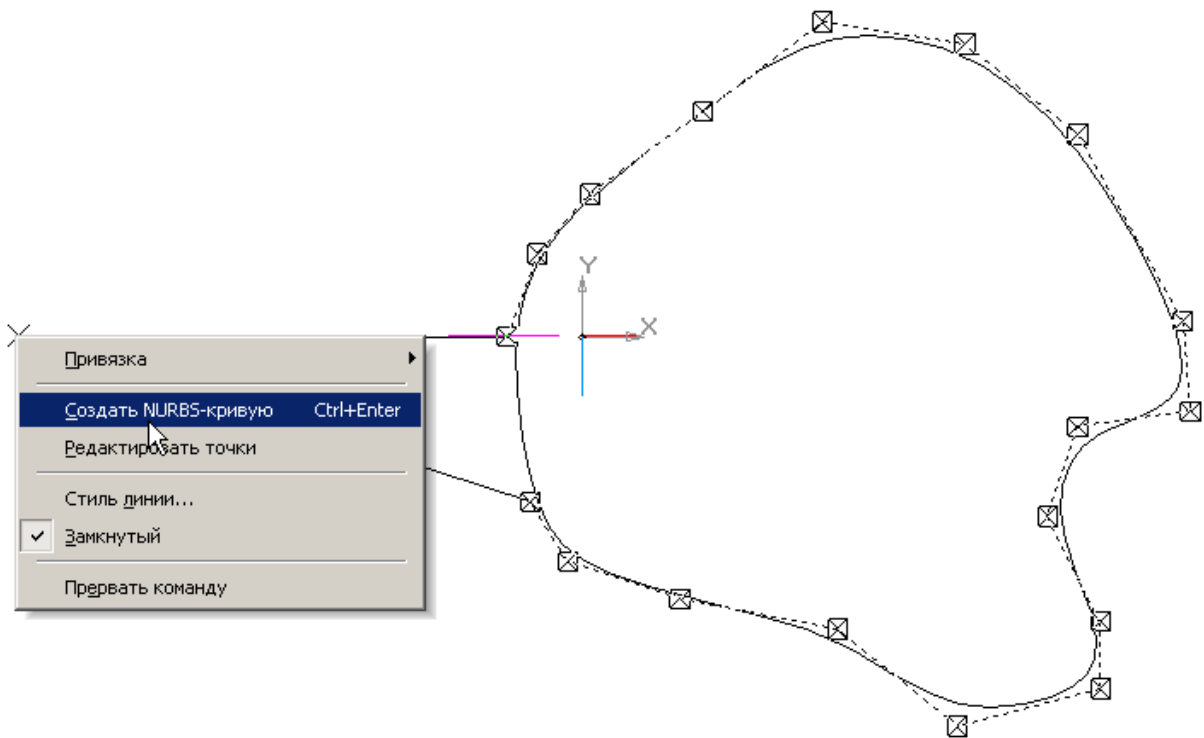 Y
X
Привязка
Создать NURBS-кривую Ctrl+Enter
Редактировать точки
Стиль линии...
Замкнутый
Прервать команду